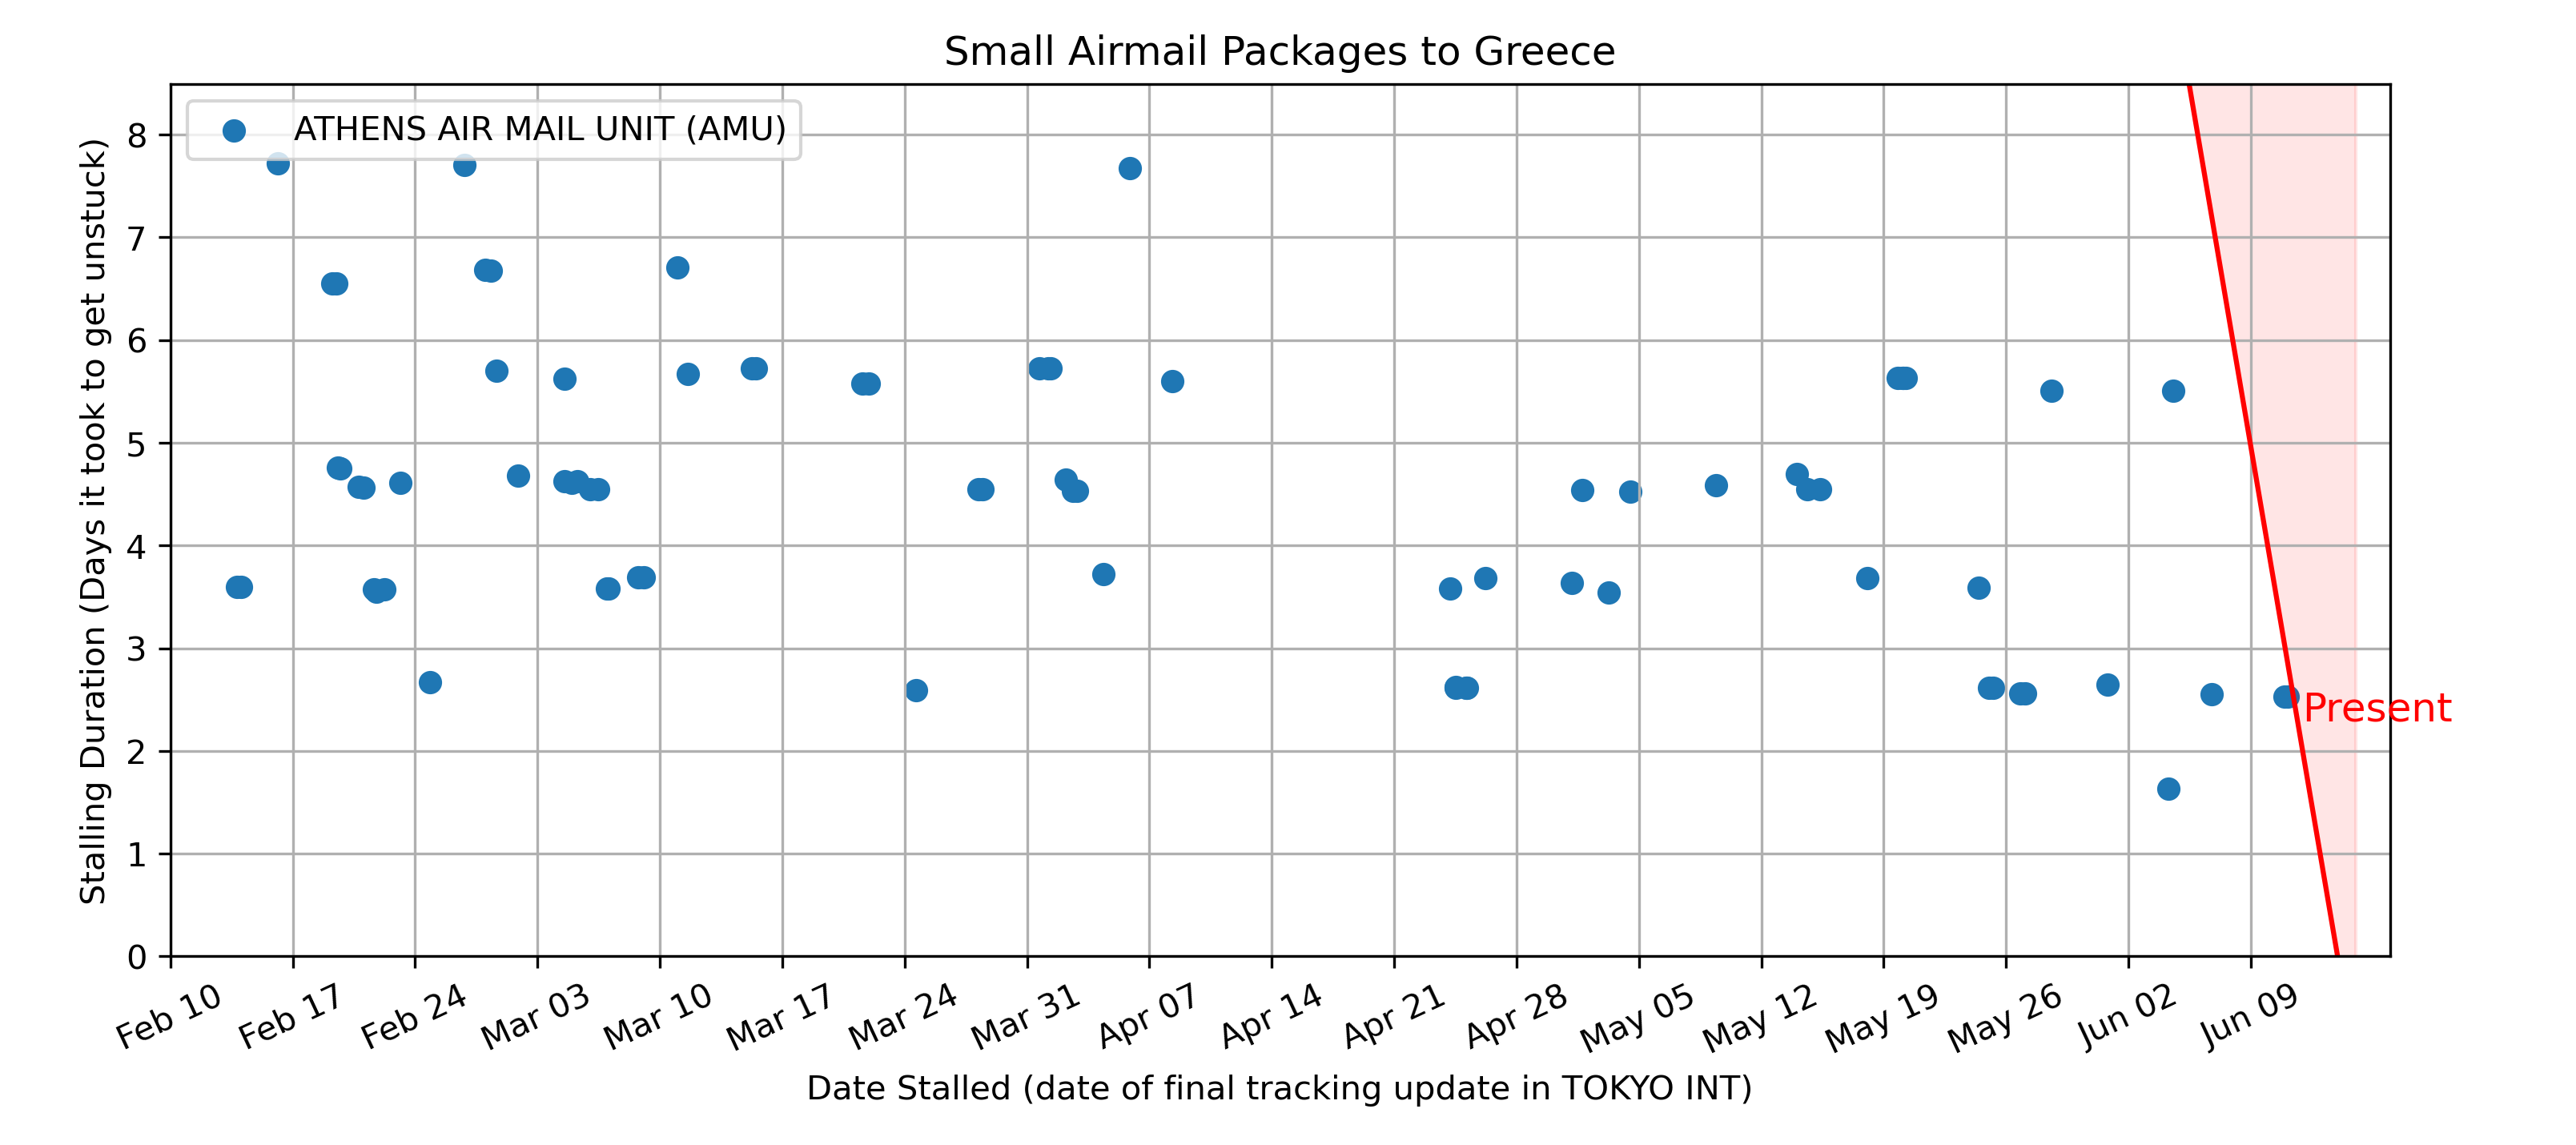 Small Airmail Packages to Greece
ATHENS AIR MAIL UNIT (AMU)
Stalling Duration (Days it took to get unstuck)
8
7
6
5
4
3
2
1
0
Present
Feb 10 Feb 17 Feb 24 Mar 03 Mar 10 Mar 17 Mar 24 Mar 31 Apr 07 Apr 14 Apr 21 Apr 28 May 05 May 12 May 19 May 26 Jun 02 Jun 09
Date Stalled (date of final tracking update in TOKYO INT)